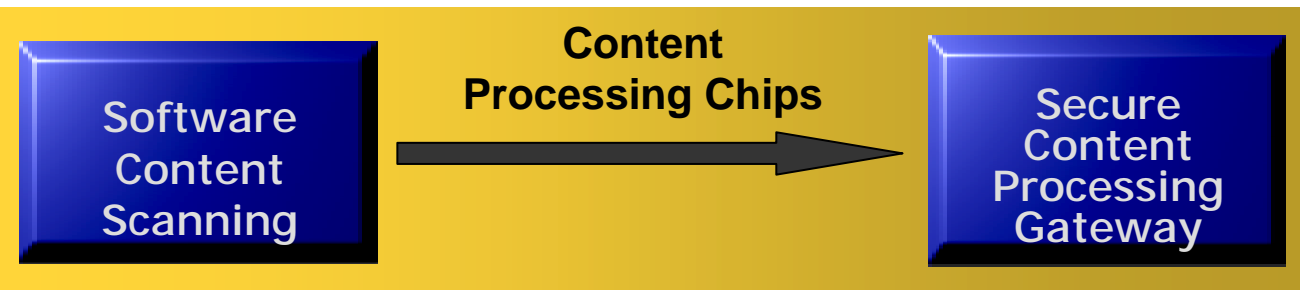 Software
Content
Scanning
Content
Processing Chips
Secure
Content
Processing
Gateway